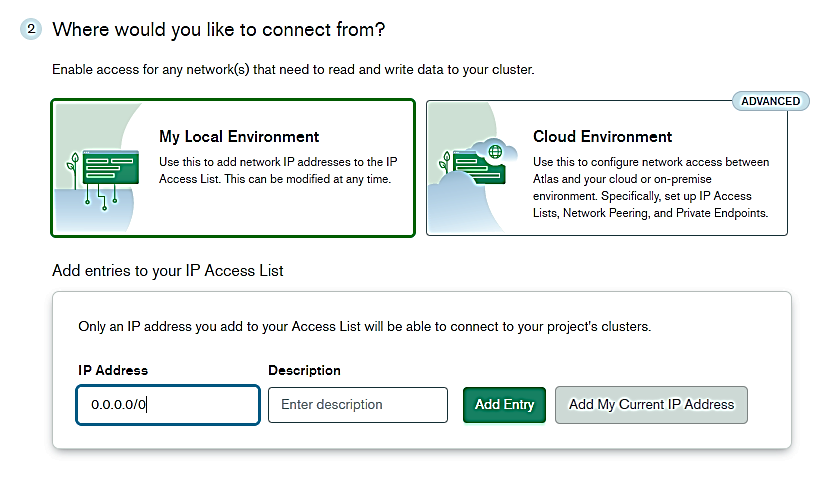 2 Where would you like to connect from?
Enable access for any network(s) that need to read and write data to your cluster.
My Local Environment
Use this to add network IP addresses to the IP
Access List. This can be modified at any time.
ADVANCED
Cloud Environment
Use this to configure network access between
Atlas and your cloud or on-premise
environment. Specifically, set up IP Access
Lists, Network Peering, and Private Endpoints.
Add entries to your IP Access List
Only an IP address you add to your Access List will be able to connect to your project's clusters.
IP Address Description
0.0.0.0/0 Enter description Add Entry Add My Current IP Address